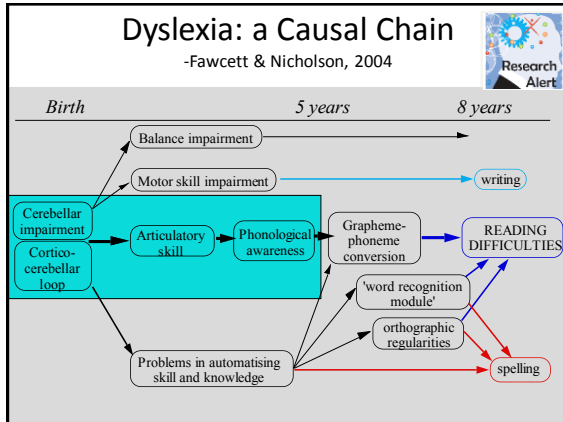 Dyslexia: a Causal Chain
-Fawcett & Nicholson, 2004
Research
Alert
Birth 5 years 8 years
Balance impairment
Motor skill impairment
writing
Cerebellar
impairment
Cortico-
cerebellar
loop
Articulatory
skill
Phonological
awareness
Grapheme-
phoneme
conversion
READING
DIFFICULTIES
'word recognition
module'
orthographic
regularities
Problems in automatising
skill and knowledge
spelling